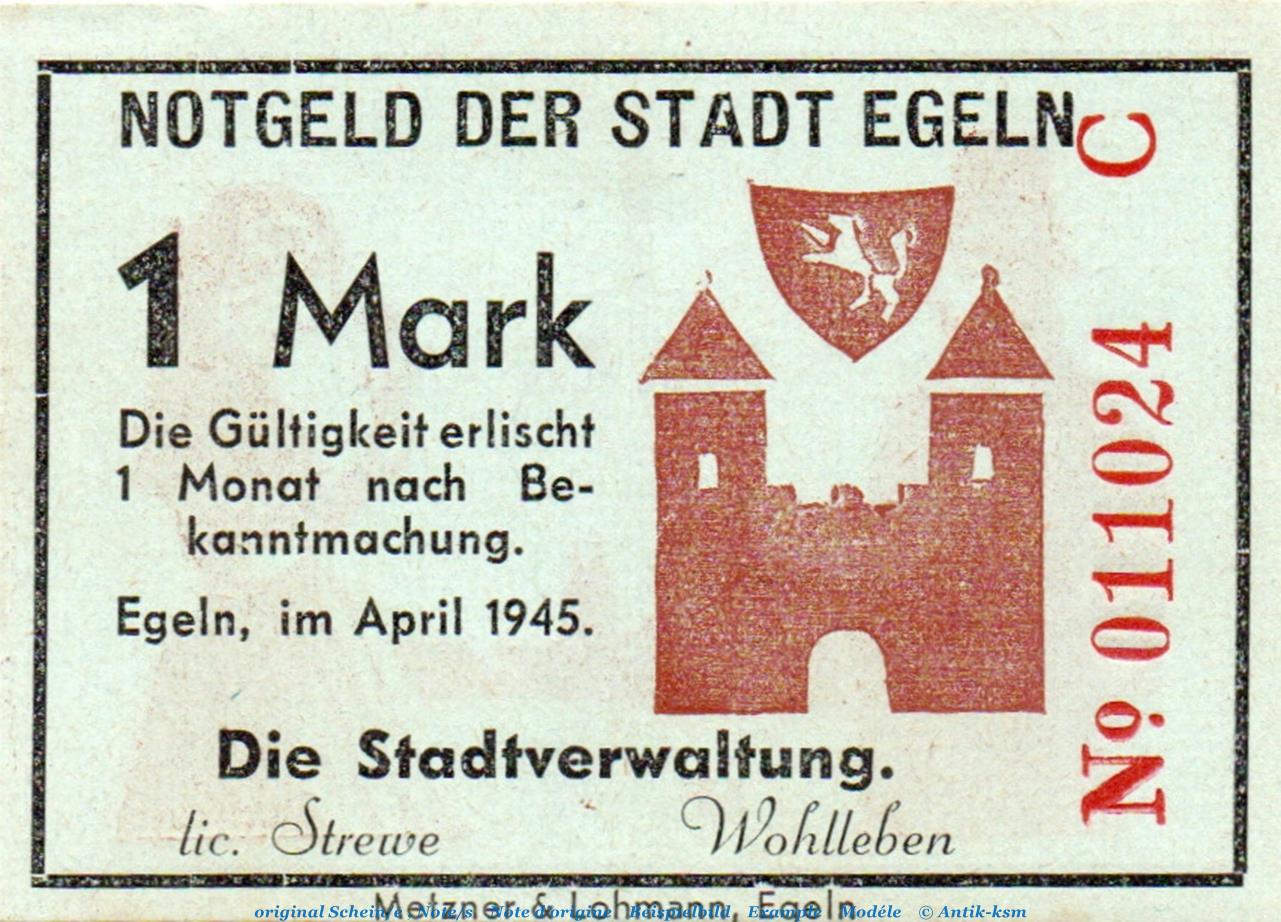 NOTGELD DER STADT EGELN
1 Mark
Die Gültigkeit erlischt
1 Monat nach Be-
kanntmachung.
Egeln, im April 1945.
Die Stadtverwaltung.
lic. Strewe Wohlleben
Metzner & Lohmann, Egeln
C
No 011024
original Schein/e Note/s Note d'origine Beispielbild Example Modéle © Antik-ksm